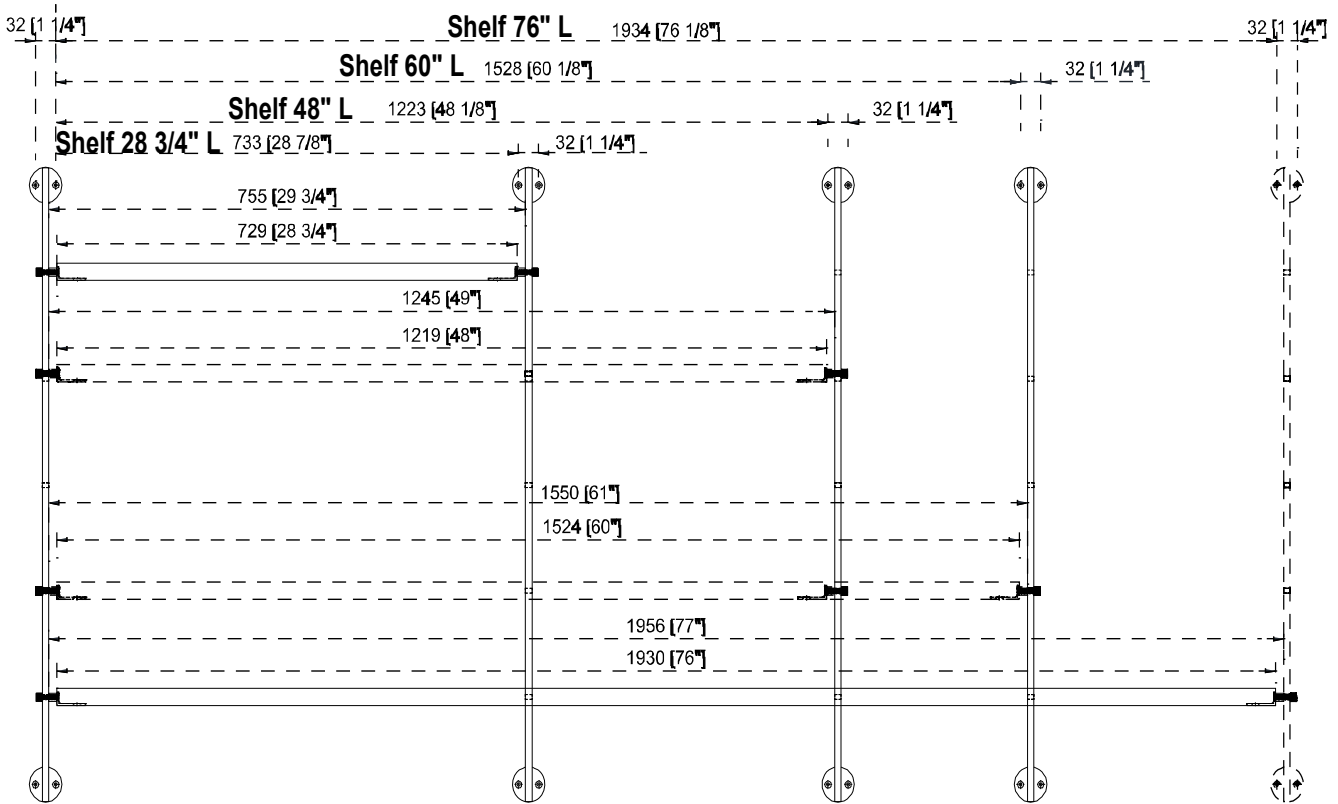 32 [1 1/4"] Shelf 76" L 1934 [76 1/8"] 32 [1 1/4"]
Shelf 60" L 1528 [60 1/8"] 32 [1 1/4"]
Shelf 48" L 1223 [48 1/8"] 32 [1 1/4"]
Shelf 28 3/4" L 733 [28 7/8"] 32 [1 1/4"]
755 [29 3/4"]
729 [28 3/4"]
1245 [49"]
1219 [48"]
1550 [61"]
1524 [60"]
1956 [77"]
1930 [76"]